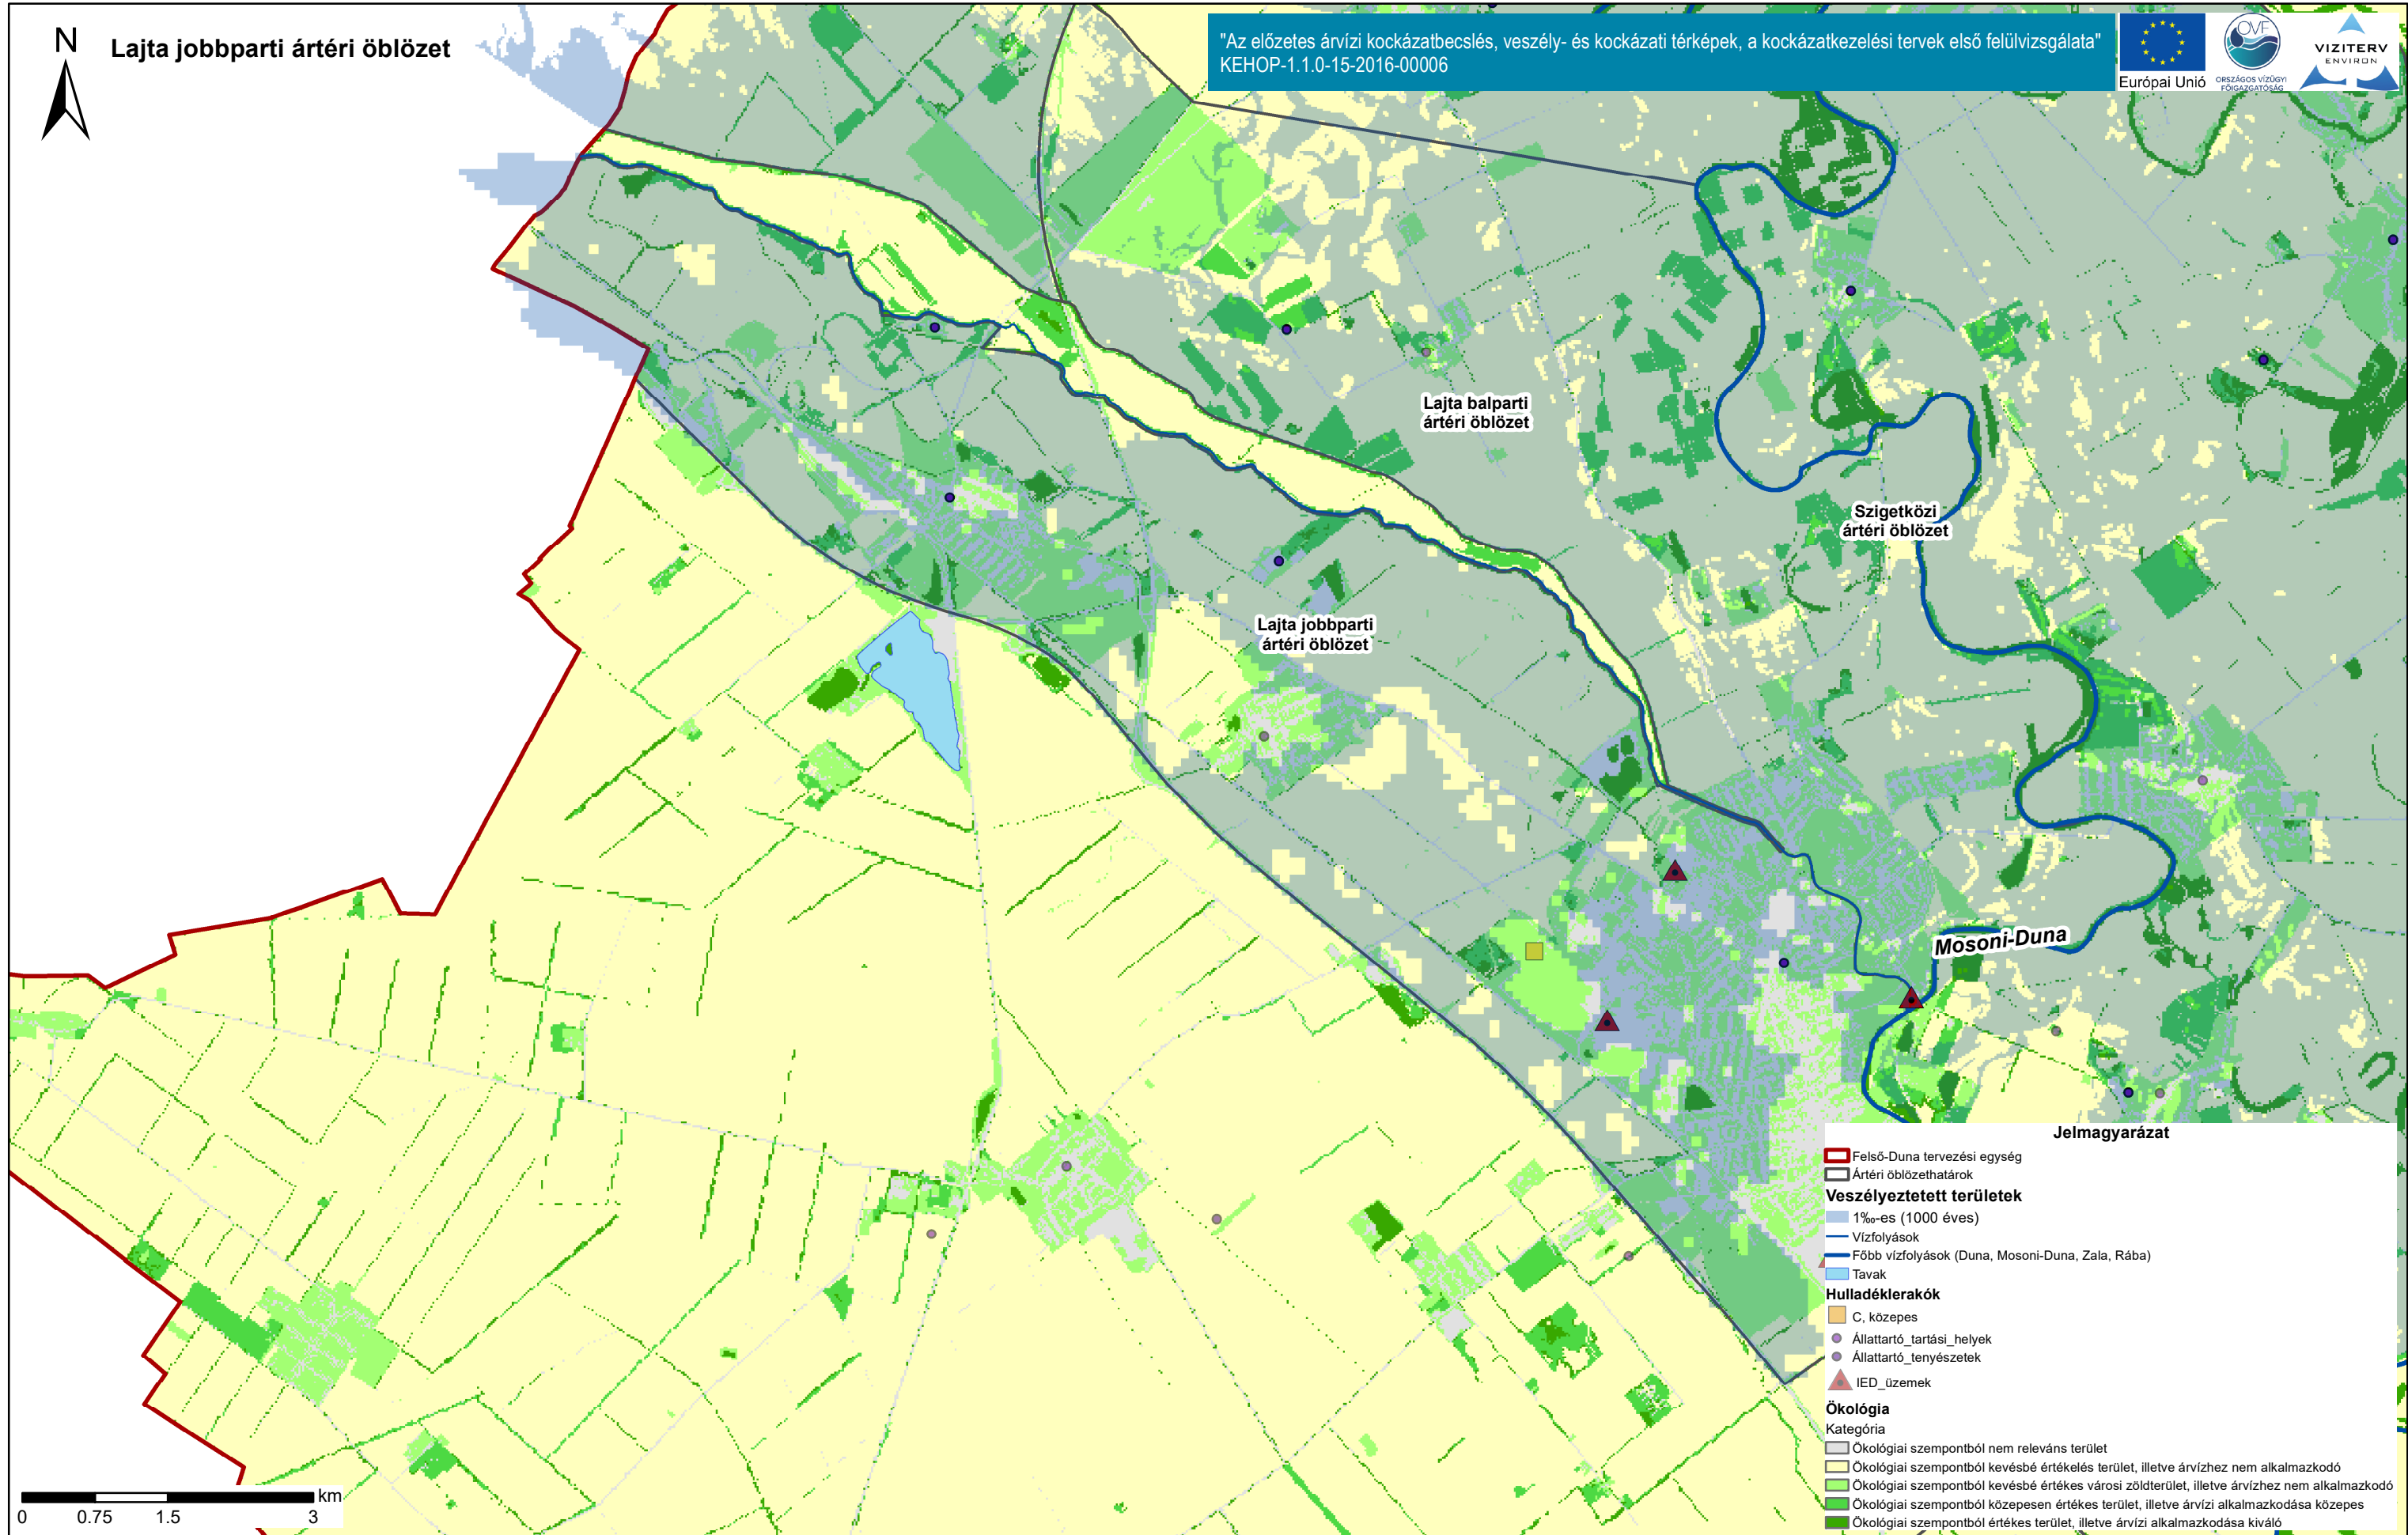 N
Lajta jobbparti ártéri öblözet
"Az előzetes árvízi kockázatbecslés, veszély- és kockázati térképek, a kockázatkezelési tervek első felülvizsgálata"
KEHOP-1.1.0-15-2016-00006
Európai Unió
OVF
ORSZÁGOS VÍZÜGYI
FŐIGAZGATÓSÁG
VIZITERV
ENVIRON
Lajta balparti
ártéri öblözet
Szigetközi
ártéri öblözet
Lajta jobbparti
ártéri öblözet
Mosoni-Duna
Jelmagyarázat
Felső-Duna tervezési egység
Ártéri öblözethatárok
Veszélyeztetett területek
1‰-es (1000 éves)
Vízfolyások
Főbb vízfolyások (Duna, Mosoni-Duna, Zala, Rába)
Tavak
Hulladéklerakók
C, közepes
Állattartó_tartási_helyek
Állattartó_tenyészetek
IED_üzemek
Ökológia
Kategória
Ökológiai szempontból nem releváns terület
Ökológiai szempontból kevésbé értékelés terület, illetve árvízhez nem alkalmazkodó
Ökológiai szempontból kevésbé értékes városi zöldterület, illetve árvízhez nem alkalmazkodó
Ökológiai szempontból közepesen értékes terület, illetve árvízi alkalmazkodása közepes
Ökológiai szempontból értékes terület, illetve árvízi alkalmazkodása kiváló
km
0 0.75 1.5 3